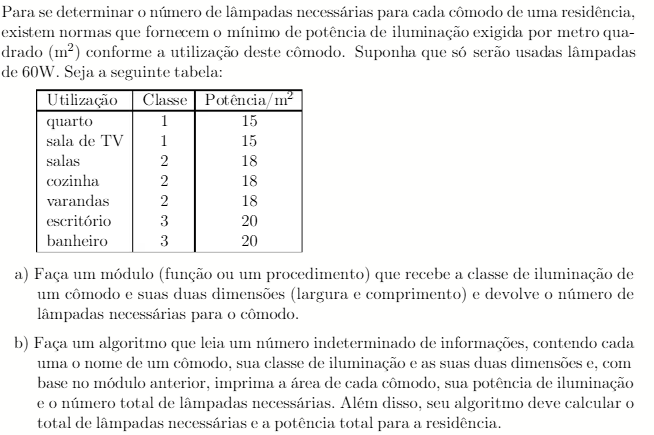 Para se determinar o número de lâmpadas necessárias para cada cômodo de uma residência,
existem normas que fornecem o mínimo de potência de iluminação exigida por metro qua-
drado (m²) conforme a utilização deste cômodo. Suponha que só serão usadas lâmpadas
de 60W. Seja a seguinte tabela:
Utilização Classe Potência/m²
quarto 1 15
sala de TV 1 15
salas 2 18
cozinha 2 18
varandas 2 18
escritório 3 20
banheiro 3 20
a) Faça um módulo (função ou um procedimento) que recebe a classe de iluminação de
um cômodo e suas duas dimensões (largura e comprimento) e devolve o número de
lâmpadas necessárias para o cômodo.
b) Faça um algoritmo que leia um número indeterminado de informações, contendo cada
uma o nome de um cômodo, sua classe de iluminação e as suas duas dimensões e, com
base no módulo anterior, imprima a área de cada cômodo, sua potência de iluminação
e o número total de lâmpadas necessárias. Além disso, seu algoritmo deve calcular o
total de lâmpadas necessárias e a potência total para a residência.